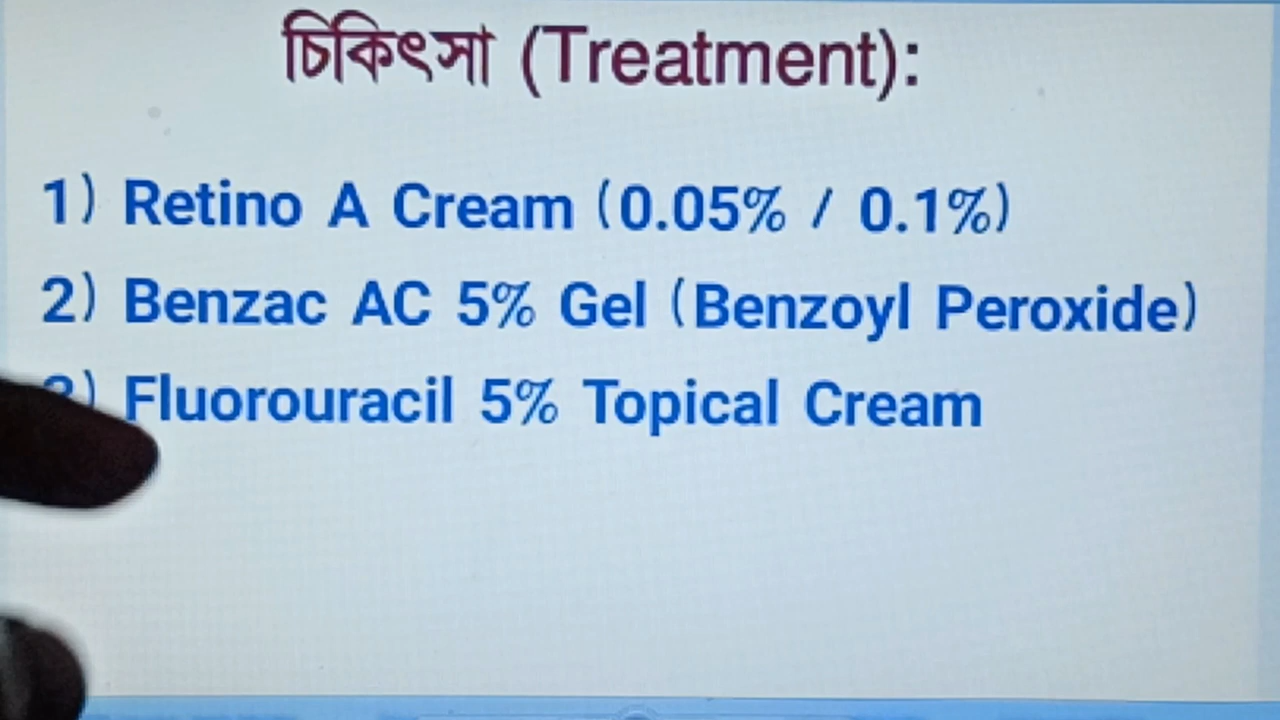 চিকিৎসা (Treatment):
1) Retino A Cream (0.05% / 0.1%)
2) Benzac AC 5% Gel (Benzoyl Peroxide)
3) Fluorouracil 5% Topical Cream